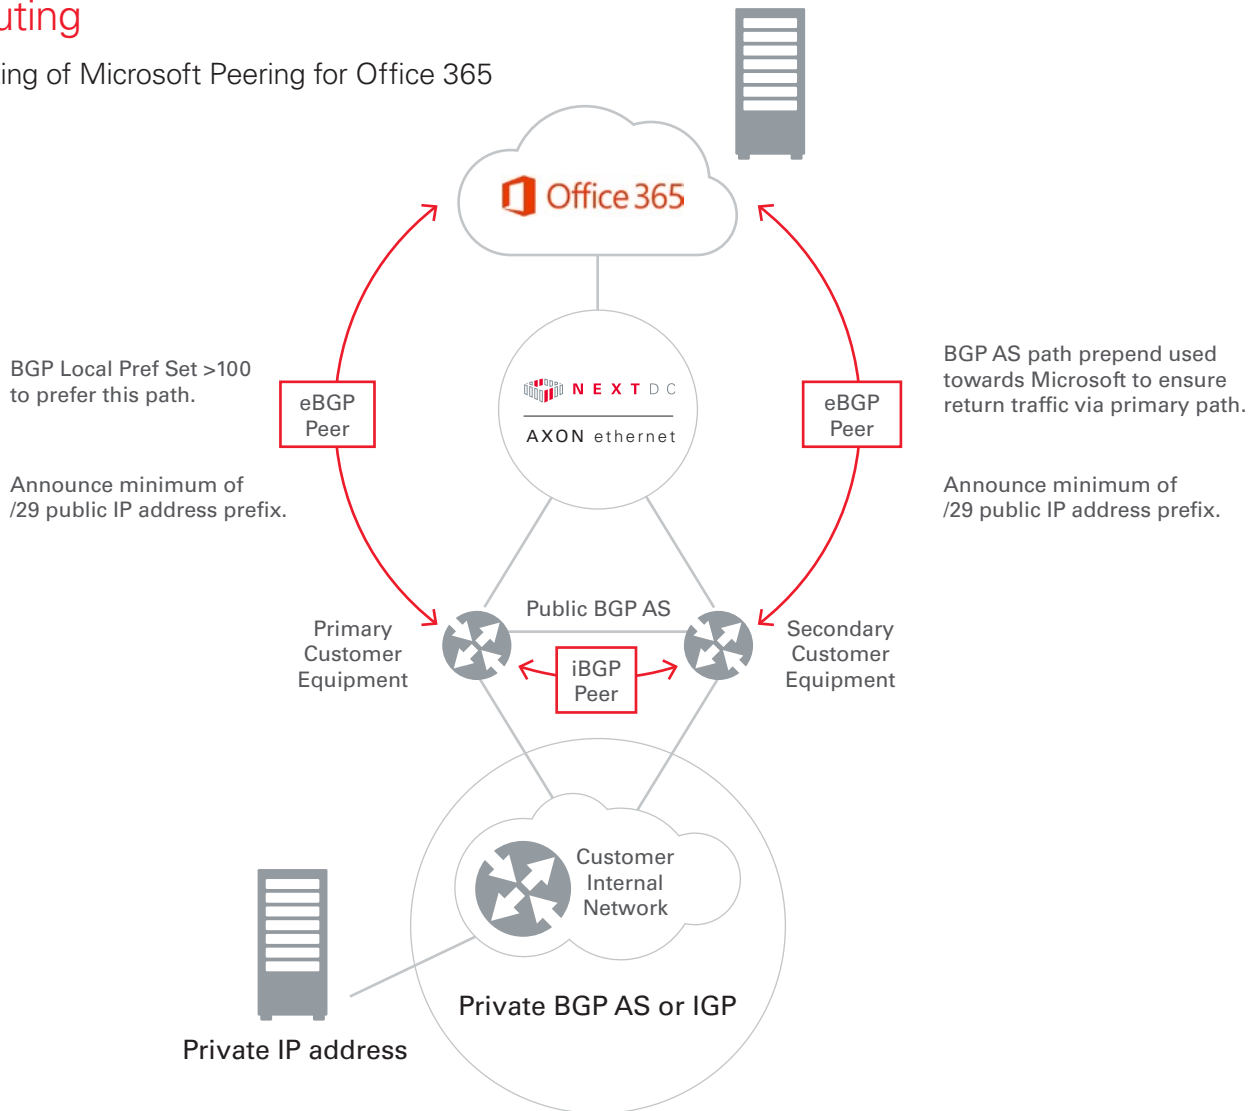 uting
ing of Microsoft Peering for Office 365
Office 365
NEXTDC
AXON ethernet
BGP Local Pref Set >100
to prefer this path.
eBGP
Peer
Announce minimum of
/29 public IP address prefix.
eBGP
Peer
BGP AS path prepend used
towards Microsoft to ensure
return traffic via primary path.
Announce minimum of
/29 public IP address prefix.
Public BGP AS
Primary
Customer
Equipment
iBGP
Peer
Secondary
Customer
Equipment
Customer
Internal
Network
Private BGP AS or IGP
Private IP address